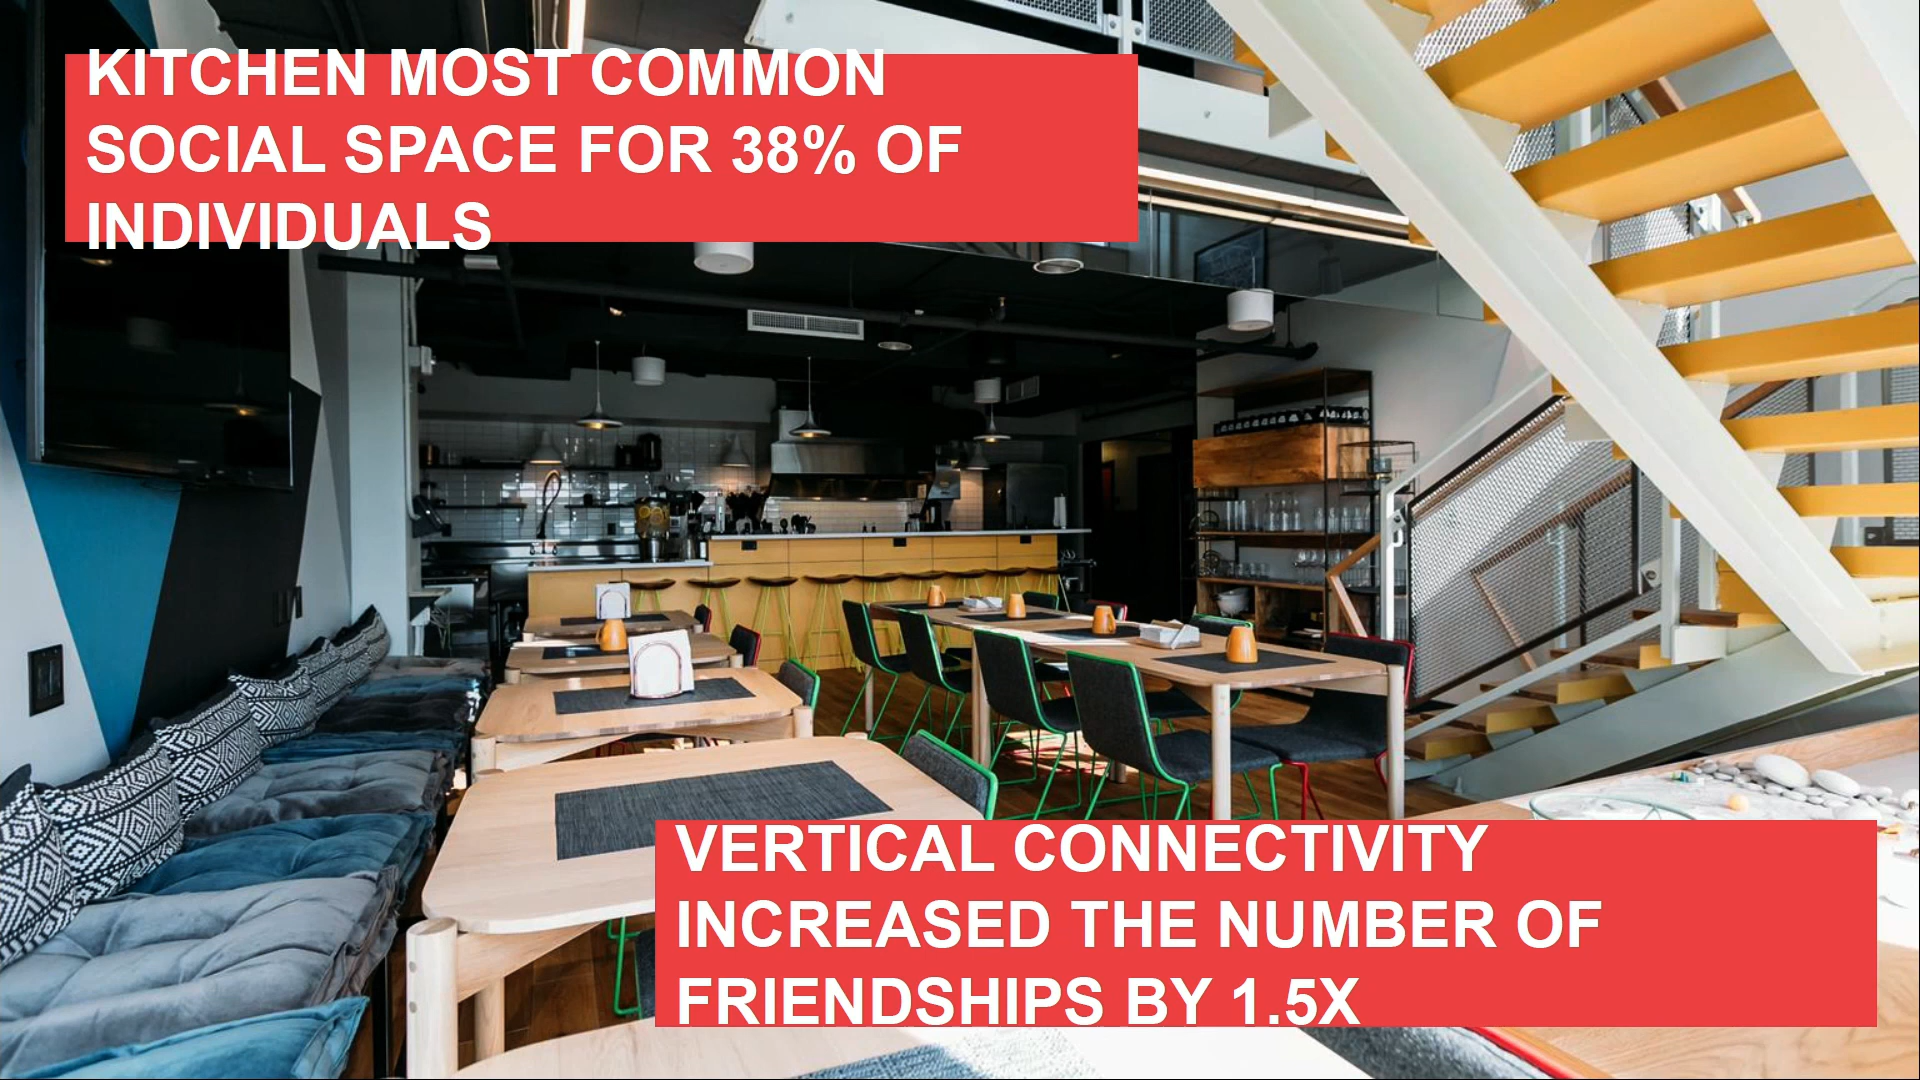 KITCHEN MOST COMMON
SOCIAL SPACE FOR 38% OF
INDIVIDUALS
VERTICAL CONNECTIVITY
INCREASED THE NUMBER OF
FRIENDSHIPS BY 1.5X